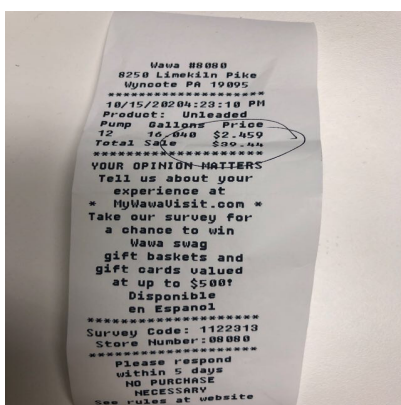 Wawa #8080
8250 Limekiln Pike
Wyncote PA 19095
********************
10/15/20204:23:10 PM
Product: Unleaded
Pump Gallons Price
12 16.040 $2.459
Total Sale $39.44
********************
YOUR OPINION MATTERS
Tell us about your
experience at
* MyWawaVisit.com *
Take our survey for
a chance to win
Wawa swag
gift baskets and
gift cards valued
at up to $500!
Disponible
en Espanol
********************
Survey Code: 1122313
Store Number:08080
********************
Please respond
within 5 days
NO PURCHASE
NECESSARY
See rules at website